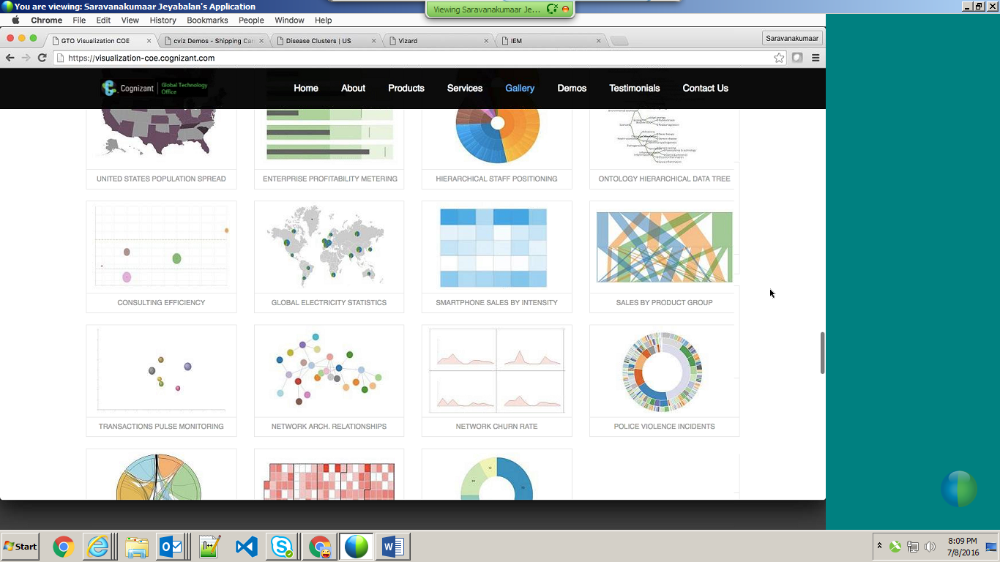 You are viewing: Saravanakumaar Jeyabalan's Application
Viewing Saravanakumaar Je...
Chrome File Edit View History Bookmarks People Window Help
GTO Visualization COE
cviz Demos - Shipping Car
Disease Clusters | US
Vizard
IEM
Saravanakumaar
https://visualization-coe.cognizant.com
Cognizant
Global Technology
Office
Home About Products Services Gallery Demos Testimonials Contact Us
UNITED STATES POPULATION SPREAD
ENTERPRISE PROFITABILITY METERING
HIERARCHICAL STAFF POSITIONING
ONTOLOGY HIERARCHICAL DATA TREE
CONSULTING EFFICIENCY
GLOBAL ELECTRICITY STATISTICS
SMARTPHONE SALES BY INTENSITY
SALES BY PRODUCT GROUP
TRANSACTIONS PULSE MONITORING
NETWORK ARCH. RELATIONSHIPS
NETWORK CHURN RATE
POLICE VIOLENCE INCIDENTS
Start
8:09 PM
7/8/2016